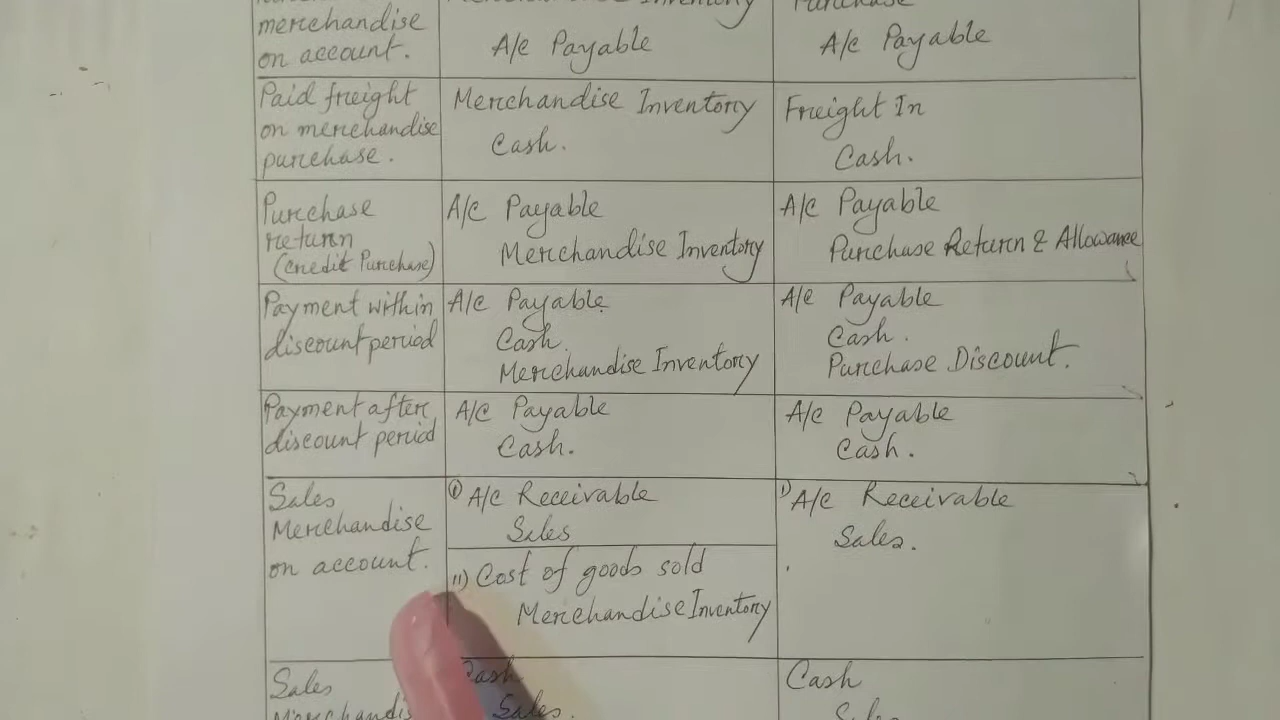 merchandise
on account.
A/c Payable
A/c Payable
Paid freight
on merchandise
purchase.
Merchandise Inventory
Cash.
Freight In
Cash.
Purchase
return
(credit Purchase)
A/c Payable
Merchandise Inventory
A/c Payable
Purchase Return & Allowance
Payment within
discount period
A/c Payable
Cash.
Merchandise Inventory
A/c Payable
Cash.
Purchase Discount.
Payment after
discount period
A/c Payable
Cash.
A/c Payable
Cash.
Sales
Merchandise
on account.
i) A/c Receivable
Sales
ii) Cost of goods sold
Merchandise Inventory
i) A/c Receivable
Sales.
Sales
Cash
Sales.
Cash